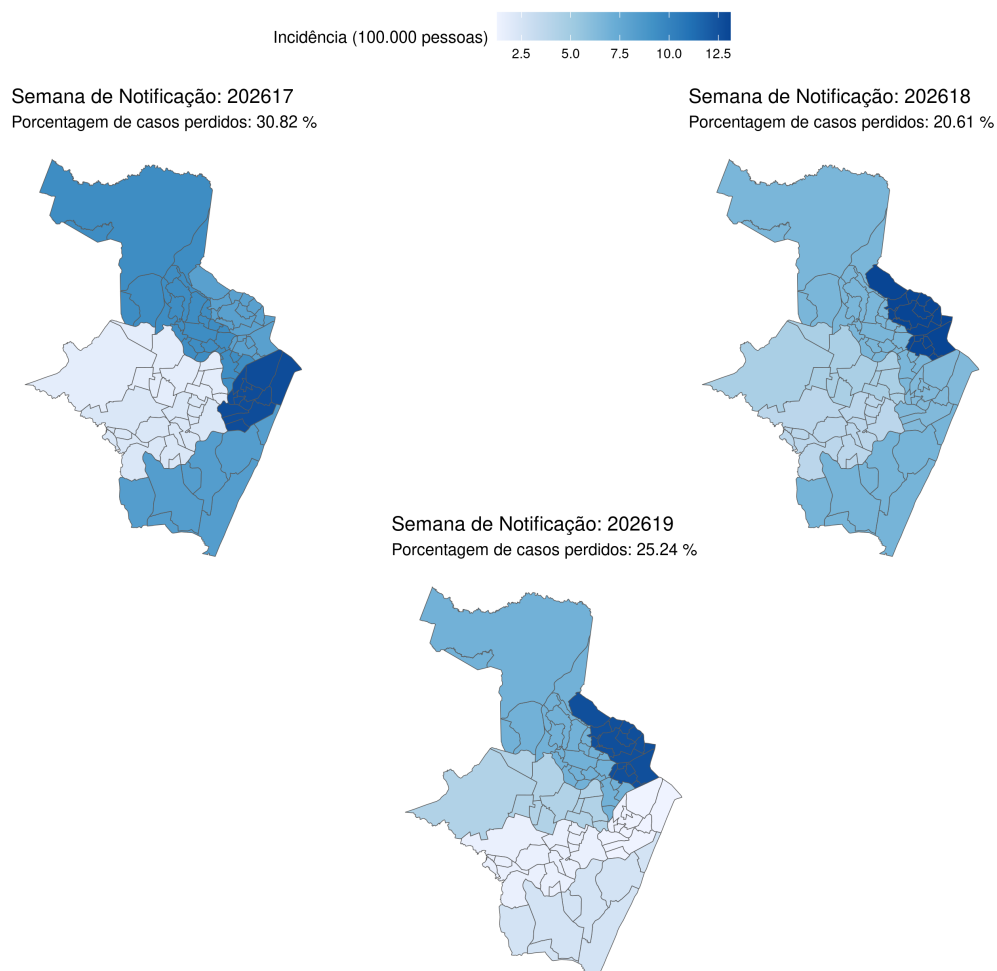 Incidência (100.000 pessoas)
2.5 5.0 7.5 10.0 12.5
Semana de Notificação: 202617
Porcentagem de casos perdidos: 30.82 %
Semana de Notificação: 202618
Porcentagem de casos perdidos: 20.61 %
Semana de Notificação: 202619
Porcentagem de casos perdidos: 25.24 %